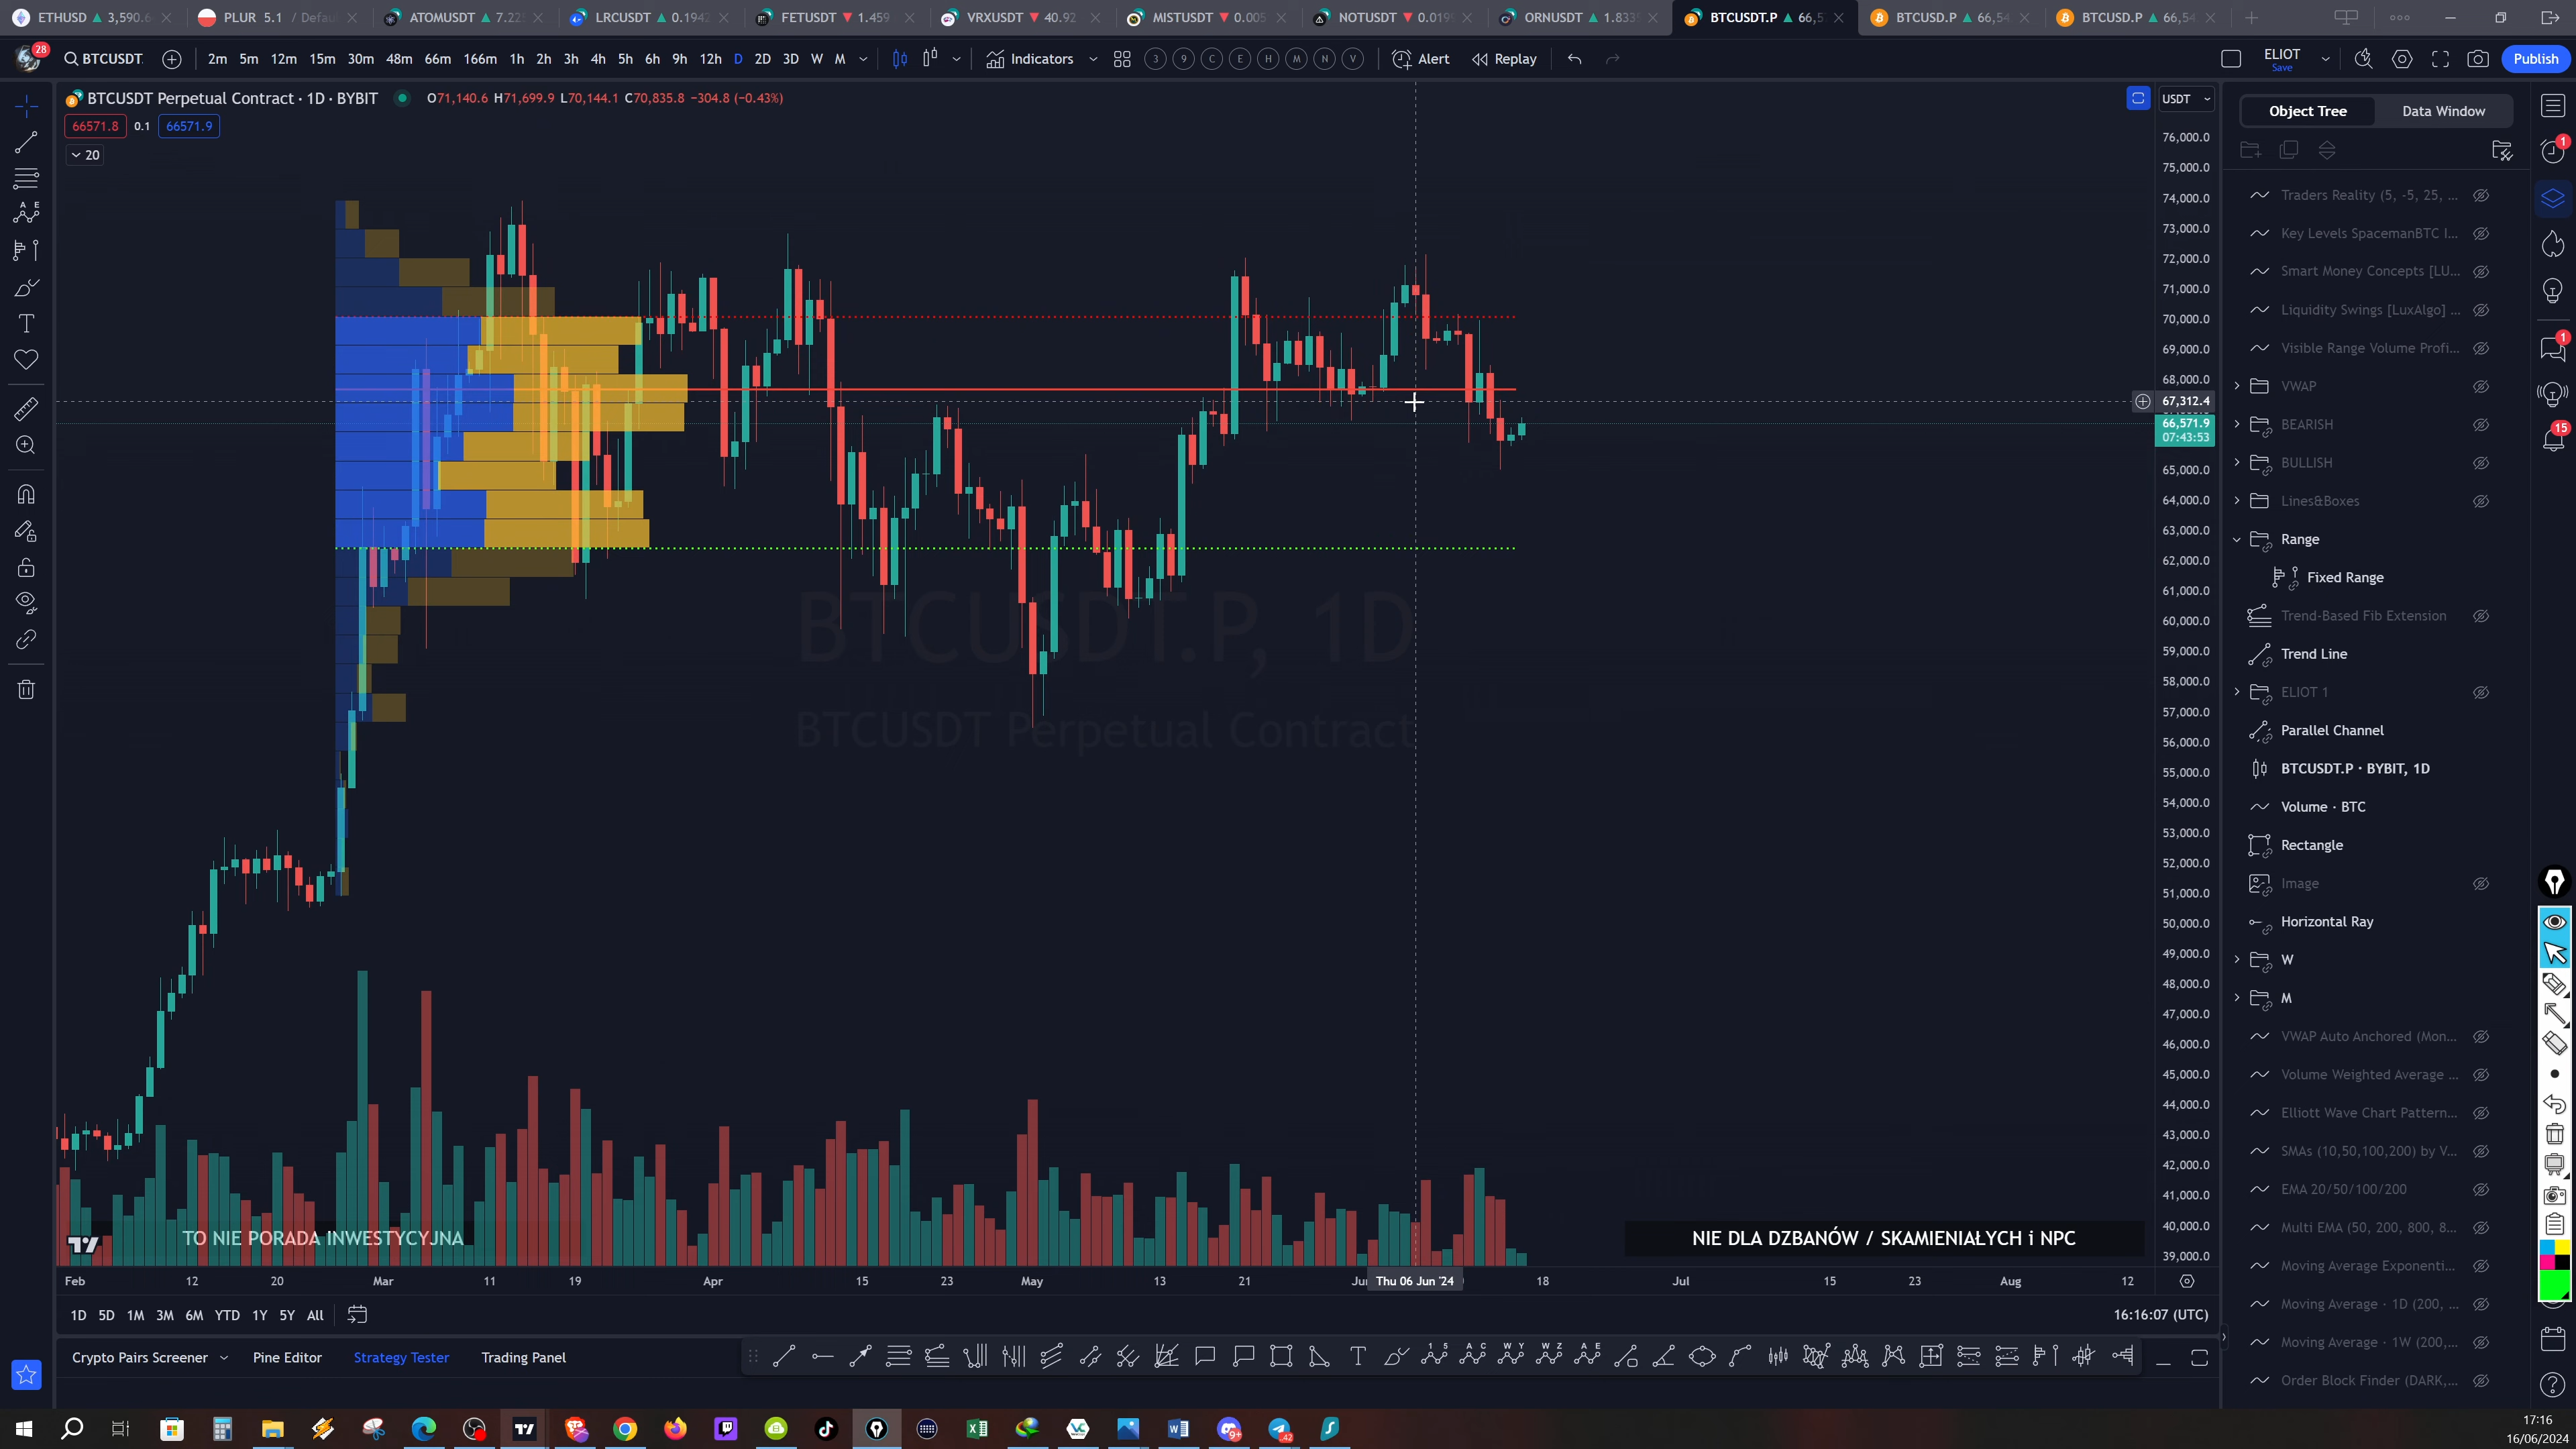 ETHUSD ▲ 3,590.6
PLUR 5.1 / Defau
ATOMUSDT ▲ 7.225
LRCUSDT ▲ 0.1942
FETUSDT ▼ 1.459
VRXUSDT ▼ 40.92
MISTUSDT ▼ 0.005
NOTUSDT ▼ 0.019
ORNUSDT ▲ 1.833
BTCUSDT.P ▲ 66,57
BTCUSD.P ▲ 66,54
BTCUSD.P ▲ 66,54
28
BTCUSDT.
2m 5m 12m 15m 30m 48m 66m 166m 1h 2h 3h 4h 5h 6h 9h 12h D 2D 3D W M
Indicators
3 9 C E H M N V
Alert
Replay
ELIOT
Save
Publish
BTCUSDT Perpetual Contract · 1D · BYBIT
O71,140.6 H71,699.9 L70,144.1 C70,835.8 −304.8 (−0.43%)
66571.8 0.1 66571.9
20
USDT
76,000.0
75,000.0
74,000.0
73,000.0
72,000.0
71,000.0
70,000.0
69,000.0
68,000.0
67,312.4
66,571.9
07:43:53
65,000.0
64,000.0
63,000.0
62,000.0
61,000.0
60,000.0
59,000.0
58,000.0
57,000.0
56,000.0
55,000.0
54,000.0
53,000.0
52,000.0
51,000.0
50,000.0
49,000.0
48,000.0
47,000.0
46,000.0
45,000.0
44,000.0
43,000.0
42,000.0
41,000.0
40,000.0
39,000.0
BTCUSDT.P, 1D
BTCUSDT Perpetual Contract
TO NIE PORADA INWESTYCYJNA
NIE DLA DZBANÓW / SKAMIENIAŁYCH i NPC
Feb 12 20 Mar 11 19 Apr 15 23 May 13 21 Thu 06 Jun '24 18 Jul 15 23 Aug 12
1D 5D 1M 3M 6M YTD 1Y 5Y All
16:16:07 (UTC)
Crypto Pairs Screener
Pine Editor
Strategy Tester
Trading Panel
Object Tree
Data Window
Traders Reality (5, -5, 25, ...
Key Levels SpacemanBTC I...
Smart Money Concepts [LU...
Liquidity Swings [LuxAlgo] ...
Visible Range Volume Profi...
VWAP
BEARISH
BULLISH
Lines&Boxes
Range
Fixed Range
Trend-Based Fib Extension
Trend Line
ELIOT 1
Parallel Channel
BTCUSDT.P · BYBIT, 1D
Volume · BTC
Rectangle
Image
Horizontal Ray
W
M
VWAP Auto Anchored (Mon...
Volume Weighted Average ...
Elliott Wave Chart Pattern...
SMAs (10,50,100,200) by V...
EMA 20/50/100/200
Multi EMA (50, 200, 800, 8...
Moving Average Exponenti...
Moving Average · 1D (200, ...
Moving Average · 1W (200,...
Order Block Finder (DARK,...
1
1
15
17:16
16/06/2024